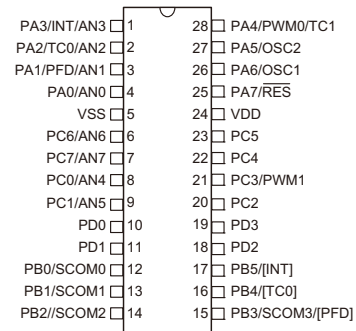 PA3/INT/AN3 1 28 PA4/PWM0/TC1
PA2/TC0/AN2 2 27 PA5/OSC2
PA1/PFD/AN1 3 26 PA6/OSC1
PA0/AN0 4 25 PA7/RES
VSS 5 24 VDD
PC6/AN6 6 23 PC5
PC7/AN7 7 22 PC4
PC0/AN4 8 21 PC3/PWM1
PC1/AN5 9 20 PC2
PD0 10 19 PD3
PD1 11 18 PD2
PB0/SCOM0 12 17 PB5/[INT]
PB1/SCOM1 13 16 PB4/[TC0]
PB2//SCOM2 14 15 PB3/SCOM3/[PFD]